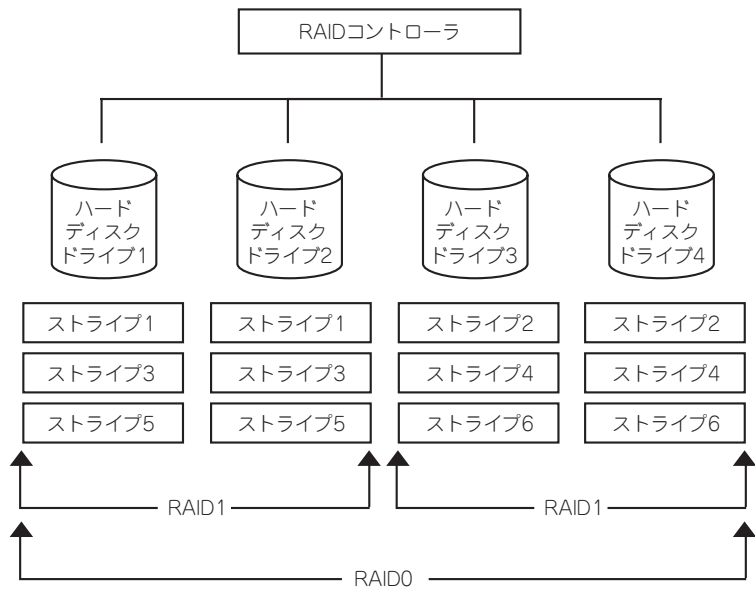 RAIDコントローラ
ハード
ディスク
ドライブ1
ハード
ディスク
ドライブ2
ハード
ディスク
ドライブ3
ハード
ディスク
ドライブ4
ストライプ1
ストライプ1
ストライプ2
ストライプ2
ストライプ3
ストライプ3
ストライプ4
ストライプ4
ストライプ5
ストライプ5
ストライプ6
ストライプ6
RAID1
RAID1
RAID0